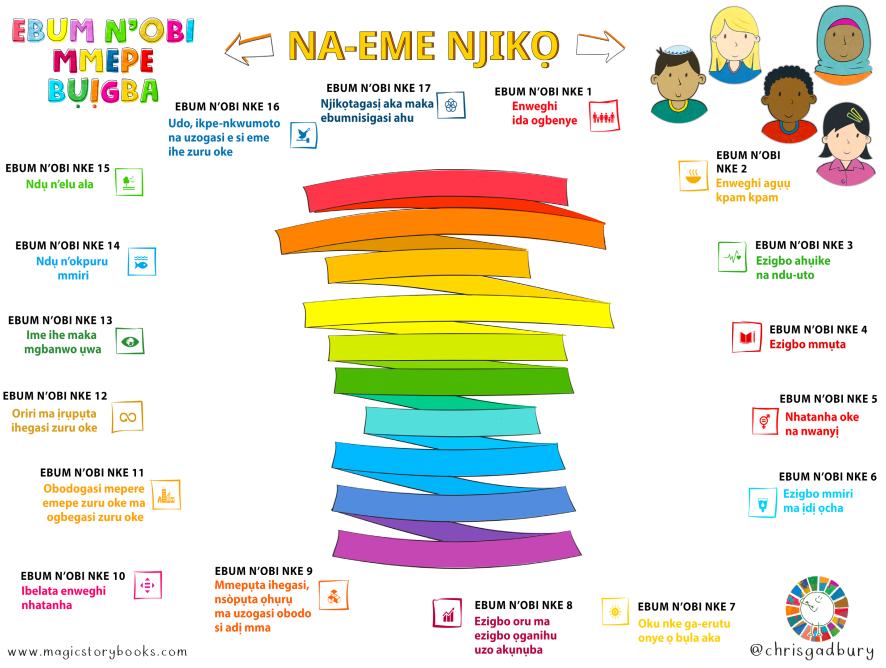 EBUM N'OBI
MMEPE
BỤỊGBA
NA-EME NJIKỌ
EBUM N'OBI NKE 17
Njikọtagasị aka maka
ebumnisigasi ahụ
EBUM N'OBI NKE 1
Enweghi
ida ogbenye
EBUM N'OBI
NKE 2
Enweghi agụụ
kpam kpam
EBUM N'OBI NKE 3
Ezigbo ahụike
na ndu-uto
EBUM N'OBI NKE 4
Ezigbo mmụta
EBUM N'OBI NKE 5
Nhatanha oke
na nwanyị
EBUM N'OBI NKE 6
Ezigbo mmiri
ma ịdị ọcha
EBUM N'OBI NKE 7
Oku nke ga-erutu
onye ọ bụla aka
EBUM N'OBI NKE 8
Ezigbo oru ma
ezigbo ọganihu
uzo akụnụba
EBUM N'OBI NKE 9
Mmepụta ihegasi,
nsòpụta ọhụrụ
ma uzogasi obodo
si adị mma
EBUM N'OBI NKE 10
Ibelata enweghi
nhatanha
EBUM N'OBI NKE 11
Obodogasi mepere
emepe zuru oke ma
ogbegasi zuru oke
EBUM N'OBI NKE 12
Oriri ma ịrụpụta
ihegasi zuru oke
EBUM N'OBI NKE 13
Ime ihe maka
mgbanwo ụwa
EBUM N'OBI NKE 14
Ndụ n'okpuru
mmiri
EBUM N'OBI NKE 15
Ndụ n'elu ala
EBUM N'OBI NKE 16
Udo, ikpe-nkwumoto
na uzogasi e si eme
ihe zuru oke
www.magicstorybooks.com
@chrisgadbury